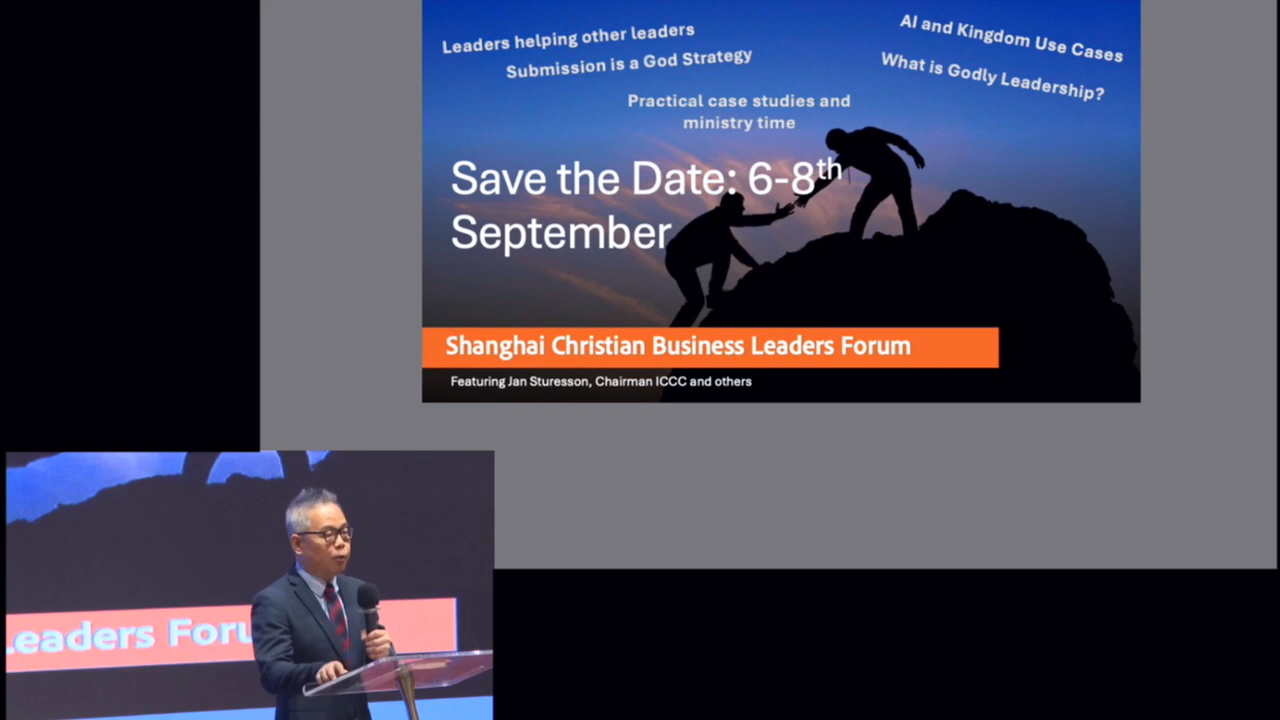 Leaders helping other leaders
Submission is a God Strategy
AI and Kingdom Use Cases
What is Godly Leadership?
Practical case studies and
ministry time
Save the Date: 6-8th
September
Shanghai Christian Business Leaders Forum
Featuring Jan Sturesson, Chairman ICCC and others
eaders Foru